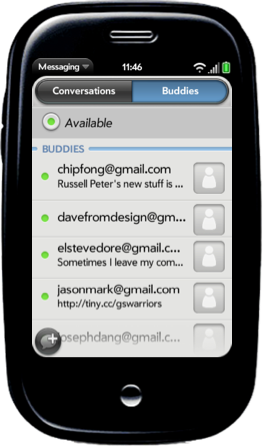 Messaging 11:46
Conversations Buddies
Available
BUDDIES
chipfong@gmail.com
Russell Peter's new stuff is ...
davefromdesign@gm...
elstevedore@gmail.c...
Sometimes I leave my com...
jasonmark@gmail.com
http://tiny.cc/gswarriors
josephdang@gmail.c...